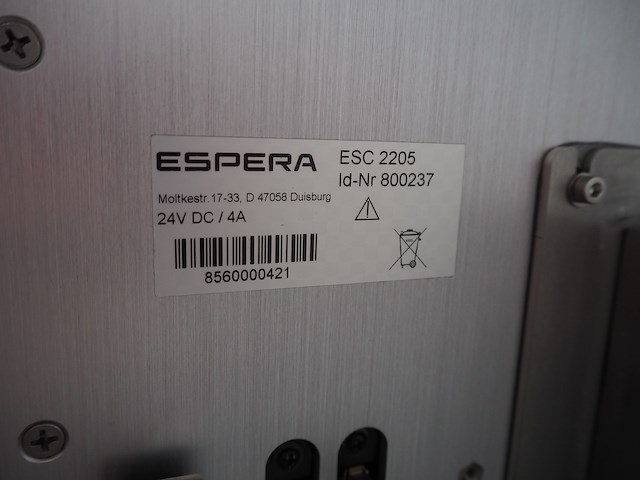 ESPERA
ESC 2205
Id-Nr 800237
Moltkestr.17-33, D 47058 Duisburg
24V DC / 4A
8560000421